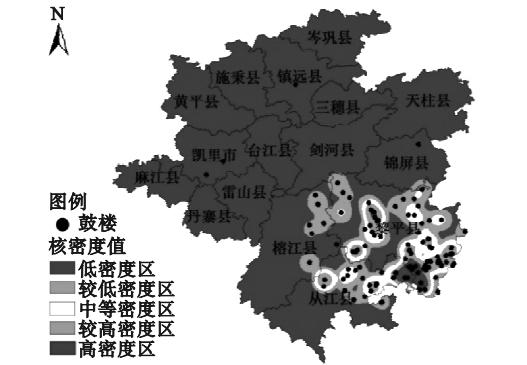 N
岑巩县
施秉县
镇远县
黄平县
三穗县
天柱县
凯里市
台江县
剑河县
锦屏县
麻江县
雷山县
丹寨县
榕江县
黎平县
从江县
图例
鼓楼
核密度值
低密度区
较低密度区
中等密度区
较高密度区
高密度区